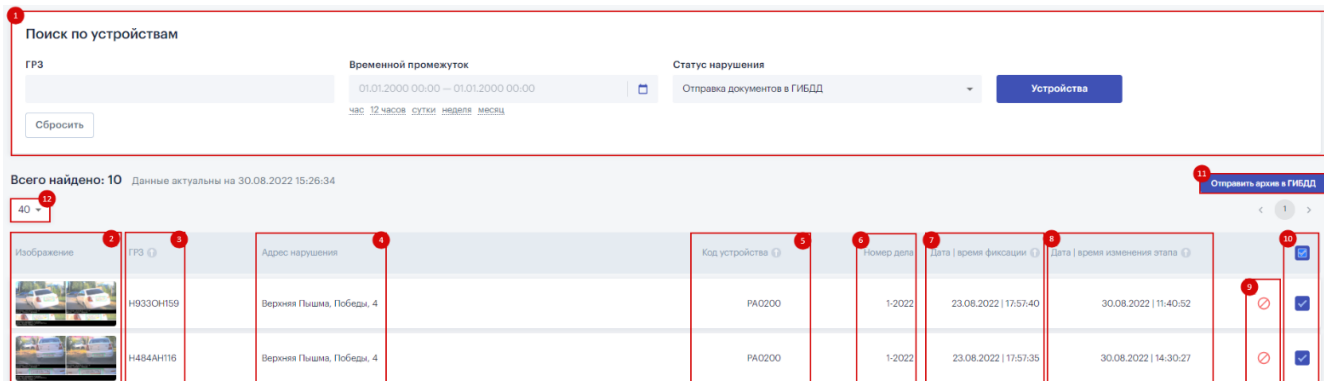 1
Поиск по устройствам
ГРЗ Временной промежуток Статус нарушения
01.01.2000 00:00 — 01.01.2000 00:00 Отправка документов в ГИБДД Устройства
час 12 часов сутки неделя месяц
Сбросить
Всего найдено: 10 Данные актуальны на 30.08.2022 15:26:34 11 Отправить архив в ГИБДД
12
40 1
2 3 4 5 6 7 8 10
Изображение ГРЗ Адрес нарушения Код устройства Номер дела Дата | время фиксации Дата | время изменения этапа
9
Н933ОН159 Верхняя Пышма, Победы, 4 РА0200 1-2022 23.08.2022 | 17:57:40 30.08.2022 | 11:40:52
Н484АН116 Верхняя Пышма, Победы, 4 РА0200 1-2022 23.08.2022 | 17:57:35 30.08.2022 | 14:30:27